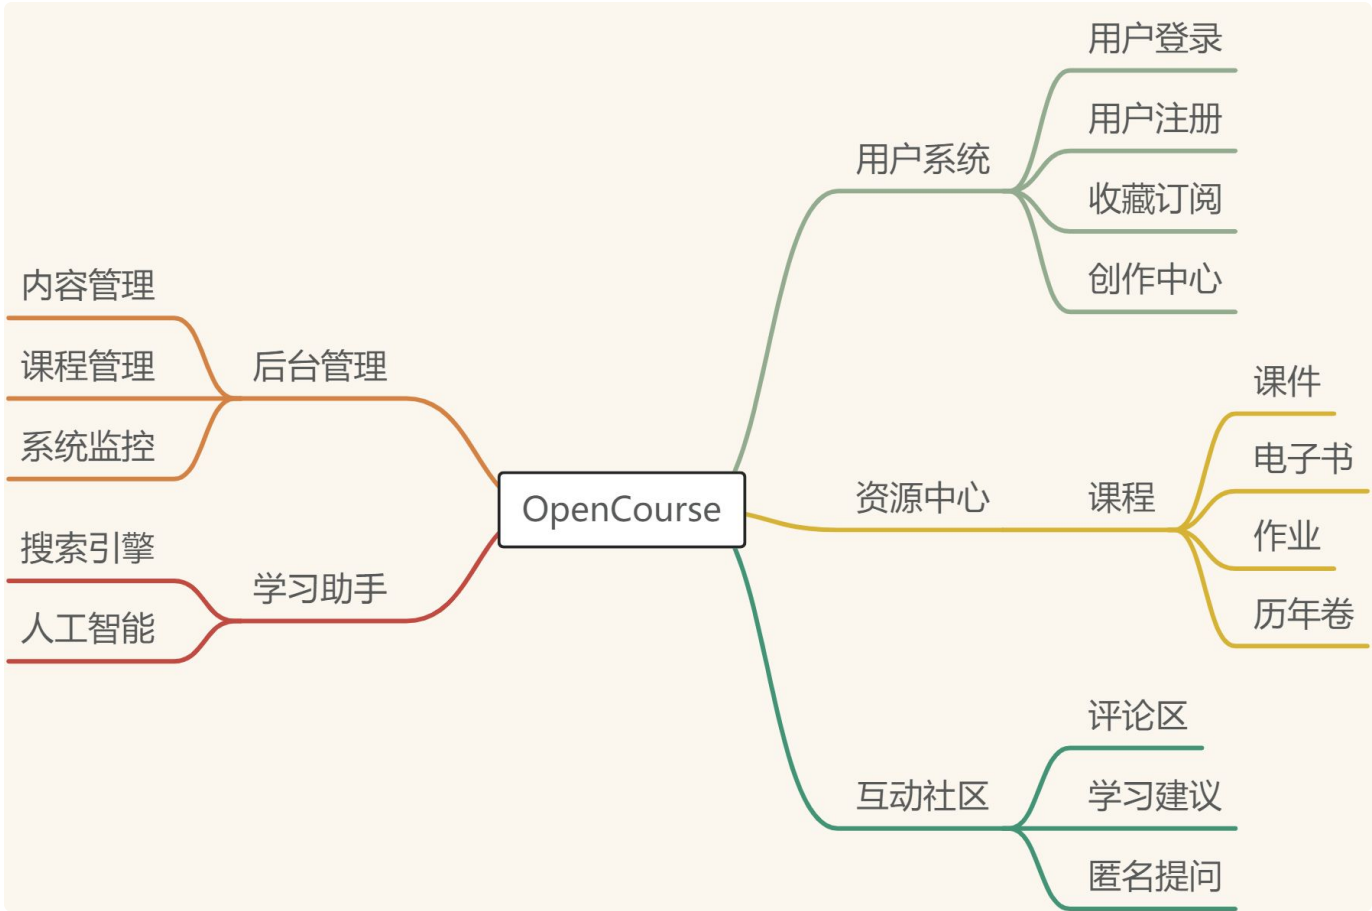 OpenCourse
用户系统
用户登录
用户注册
收藏订阅
创作中心
资源中心
课程
课件
电子书
作业
历年卷
互动社区
评论区
学习建议
匿名提问
后台管理
内容管理
课程管理
系统监控
学习助手
搜索引擎
人工智能